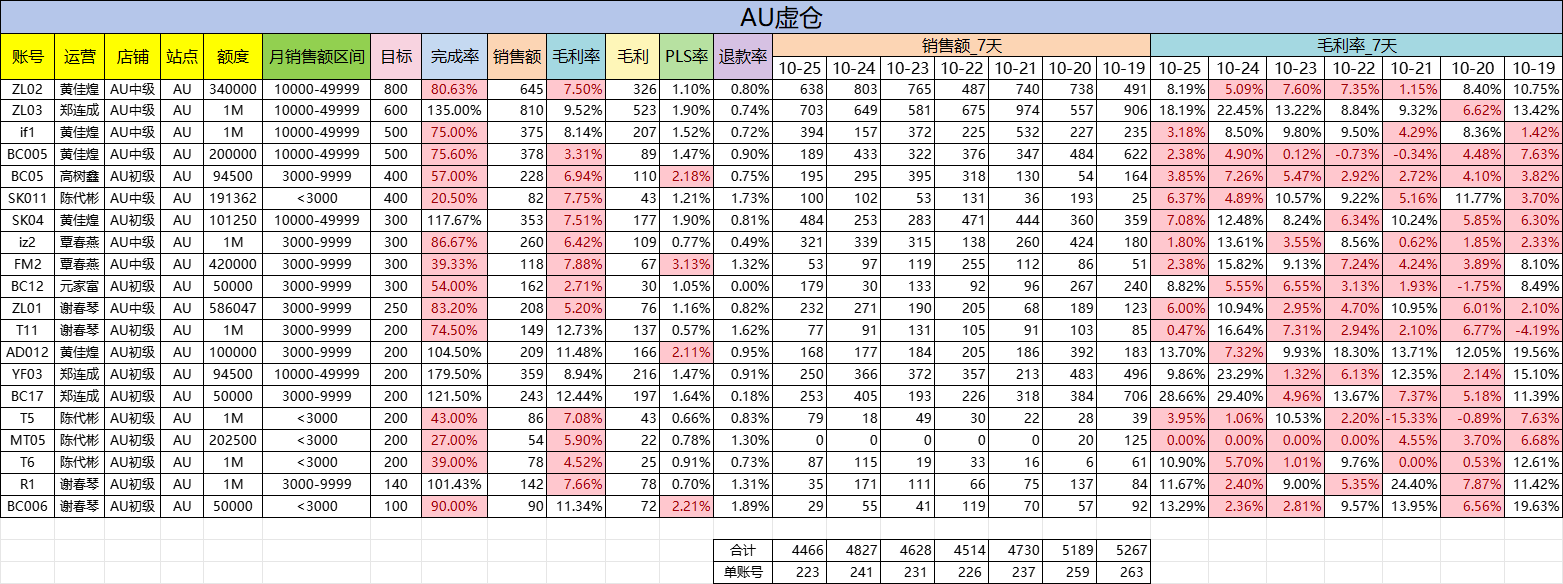 AU虚仓
账号 运营 店铺 站点 额度 月销售额区间 目标 完成率 销售额 毛利率 毛利 PLS率 退款率 销售额_7天 毛利率_7天
10-25 10-24 10-23 10-22 10-21 10-20 10-19 10-25 10-24 10-23 10-22 10-21 10-20 10-19
ZL02 黄佳煌 AU中级 AU 340000 10000-49999 800 80.63% 645 7.50% 326 1.10% 0.80% 638 803 765 487 740 738 491 8.19% 5.09% 7.60% 7.35% 1.15% 8.40% 10.75%
ZL03 郑连成 AU中级 AU 1M 10000-49999 600 135.00% 810 9.52% 523 1.90% 0.74% 703 649 581 675 974 557 906 18.19% 22.45% 13.22% 8.84% 9.32% 6.62% 13.42%
if1 黄佳煌 AU中级 AU 1M 10000-49999 500 75.00% 375 8.14% 207 1.52% 0.72% 394 157 372 225 532 227 235 3.18% 8.50% 9.80% 9.50% 4.29% 8.36% 1.42%
BC005 黄佳煌 AU中级 AU 200000 10000-49999 500 75.60% 378 3.31% 89 1.47% 0.90% 189 433 322 376 347 484 622 2.38% 4.90% 0.12% -0.73% -0.34% 4.48% 7.63%
BC05 高树鑫 AU初级 AU 94500 3000-9999 400 57.00% 228 6.94% 110 2.18% 0.75% 195 295 395 318 130 54 164 3.85% 7.26% 5.47% 2.92% 2.72% 4.10% 3.82%
SK011 陈代彬 AU中级 AU 191362 <3000 400 20.50% 82 7.75% 43 1.21% 1.73% 100 102 53 131 36 193 25 6.37% 4.89% 10.57% 9.22% 5.16% 11.77% 3.70%
SK04 黄佳煌 AU初级 AU 101250 10000-49999 300 117.67% 353 7.51% 177 1.90% 0.81% 484 253 283 471 444 360 359 7.08% 12.48% 8.24% 6.34% 10.24% 5.85% 6.30%
iz2 覃春燕 AU中级 AU 1M 3000-9999 300 86.67% 260 6.42% 109 0.77% 0.49% 321 339 315 138 260 424 180 1.80% 13.61% 3.55% 8.56% 0.62% 1.85% 2.33%
FM2 覃春燕 AU中级 AU 420000 3000-9999 300 39.33% 118 7.88% 67 3.13% 1.32% 53 97 119 255 112 86 51 2.38% 15.82% 9.13% 7.24% 4.24% 3.89% 8.10%
BC12 元家富 AU初级 AU 50000 3000-9999 300 54.00% 162 2.71% 30 1.05% 0.00% 179 30 133 92 96 267 240 8.82% 5.55% 6.55% 3.13% 1.93% -1.75% 8.49%
ZL01 谢春琴 AU中级 AU 586047 3000-9999 250 83.20% 208 5.20% 76 1.16% 0.82% 232 271 190 205 68 189 123 6.00% 10.94% 2.95% 4.70% 10.95% 6.01% 2.10%
T11 谢春琴 AU初级 AU 1M 3000-9999 200 74.50% 149 12.73% 137 0.57% 1.62% 77 91 131 105 91 103 85 0.47% 16.64% 7.31% 2.94% 2.10% 6.77% -4.19%
AD012 黄佳煌 AU初级 AU 100000 3000-9999 200 104.50% 209 11.48% 166 2.11% 0.95% 168 177 184 205 186 392 183 13.70% 7.32% 9.93% 18.30% 13.71% 12.05% 19.56%
YF03 郑连成 AU初级 AU 94500 10000-49999 200 179.50% 359 8.94% 216 1.47% 0.91% 250 366 372 357 213 483 496 9.86% 23.29% 1.32% 6.13% 12.35% 2.14% 15.10%
BC17 郑连成 AU初级 AU 50000 3000-9999 200 121.50% 243 12.44% 197 1.64% 0.18% 253 405 193 226 318 384 706 28.66% 29.40% 4.96% 13.67% 7.37% 5.18% 11.39%
T5 陈代彬 AU初级 AU 1M <3000 200 43.00% 86 7.08% 43 0.66% 0.83% 79 18 49 30 22 28 39 3.95% 1.06% 10.53% 2.20% -15.33% -0.89% 7.63%
MT05 陈代彬 AU初级 AU 202500 <3000 200 27.00% 54 5.90% 22 0.78% 1.30% 0 0 0 0 0 20 125 0.00% 0.00% 0.00% 0.00% 4.55% 3.70% 6.68%
T6 陈代彬 AU初级 AU 1M <3000 200 39.00% 78 4.52% 25 0.91% 0.73% 87 115 19 33 16 6 61 10.90% 5.70% 1.01% 9.76% 0.00% 0.53% 12.61%
R1 谢春琴 AU初级 AU 1M 3000-9999 140 101.43% 142 7.66% 78 0.70% 1.31% 35 171 111 66 75 137 84 11.67% 2.40% 9.00% 5.35% 24.40% 7.87% 11.42%
BC006 谢春琴 AU初级 AU 50000 <3000 100 90.00% 90 11.34% 72 2.21% 1.89% 29 55 41 119 70 57 92 13.29% 2.36% 2.81% 9.57% 13.95% 6.56% 19.63%
合计 4466 4827 4628 4514 4730 5189 5267
单账号 223 241 231 226 237 259 263